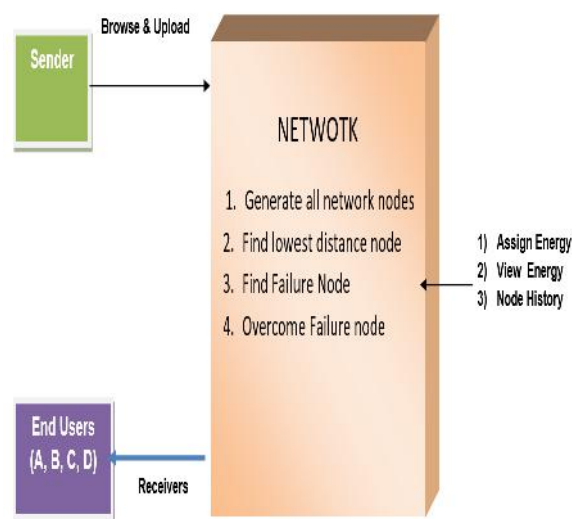 Browse & Upload
Sender
NETWOTK
1. Generate all network nodes
2. Find lowest distance node
3. Find Failure Node
4. Overcome Failure node
1) Assign Energy
2) View Energy
3) Node History
End Users
(A, B, C, D)
Receivers